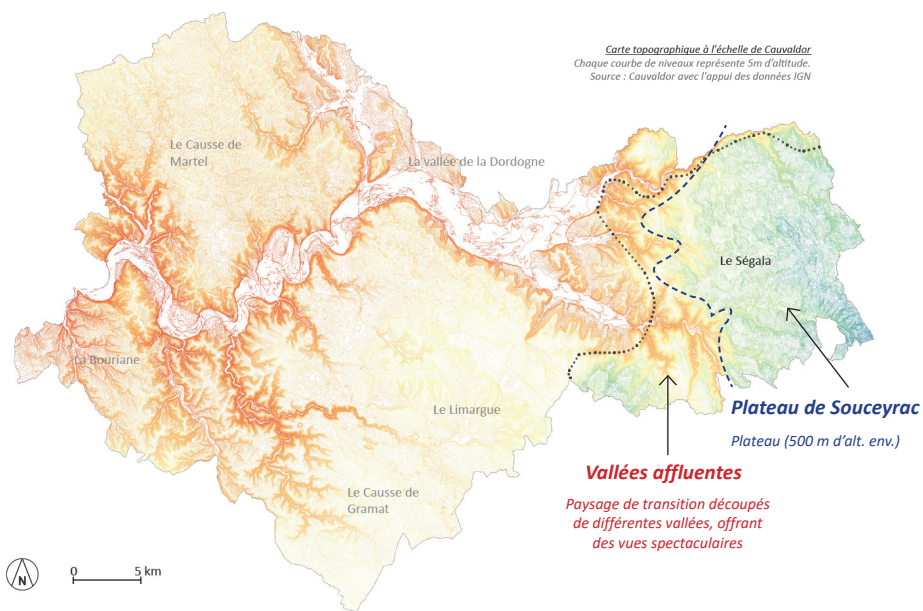 Carte topographique à l'échelle de Cauvaldor
Chaque courbe de niveaux représente 5m d'altitude.
Source : Cauvaldor avec l'appui des données IGN
Le Causse de
Martel
La vallée de la Dordogne
Le Ségala
La Bouriane
Le Limargue
Plateau de Souceyrac
Plateau (500 m d'alt. env.)
Vallées affluentes
Paysage de transition découpés
de différentes vallées, offrant
des vues spectaculaires
Le Causse de
Gramat
N
0 5 km